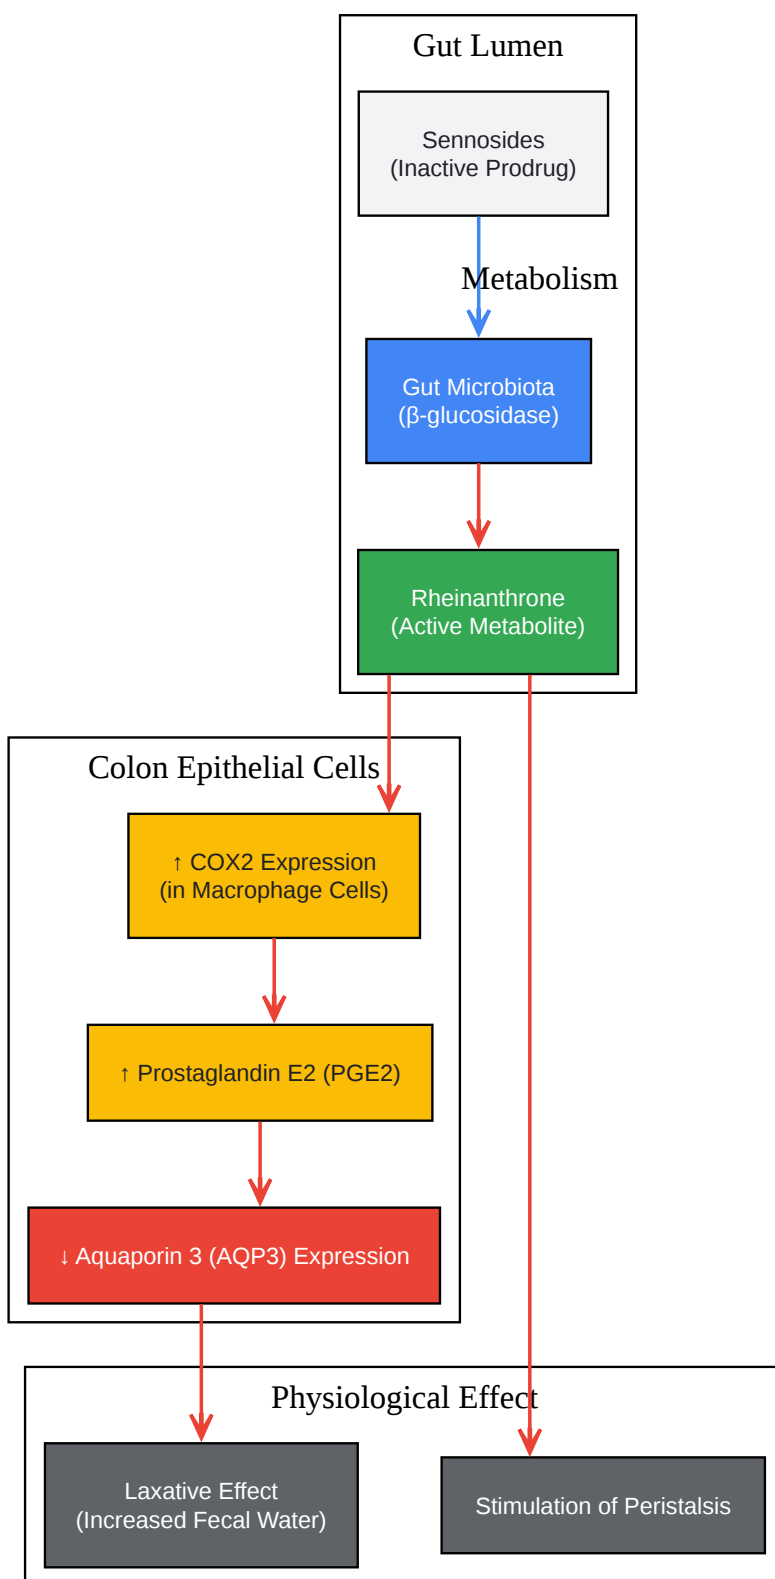 Gut Lumen
Sennosides
(Inactive Prodrug)
Metabolism
Gut Microbiota
(β-glucosidase)
Rheinanthrone
(Active Metabolite)
Colon Epithelial Cells
↑ COX2 Expression
(in Macrophage Cells)
↑ Prostaglandin E2 (PGE2)
↓ Aquaporin 3 (AQP3) Expression
Physiological Effect
Laxative Effect
(Increased Fecal Water)
Stimulation of Peristalsis